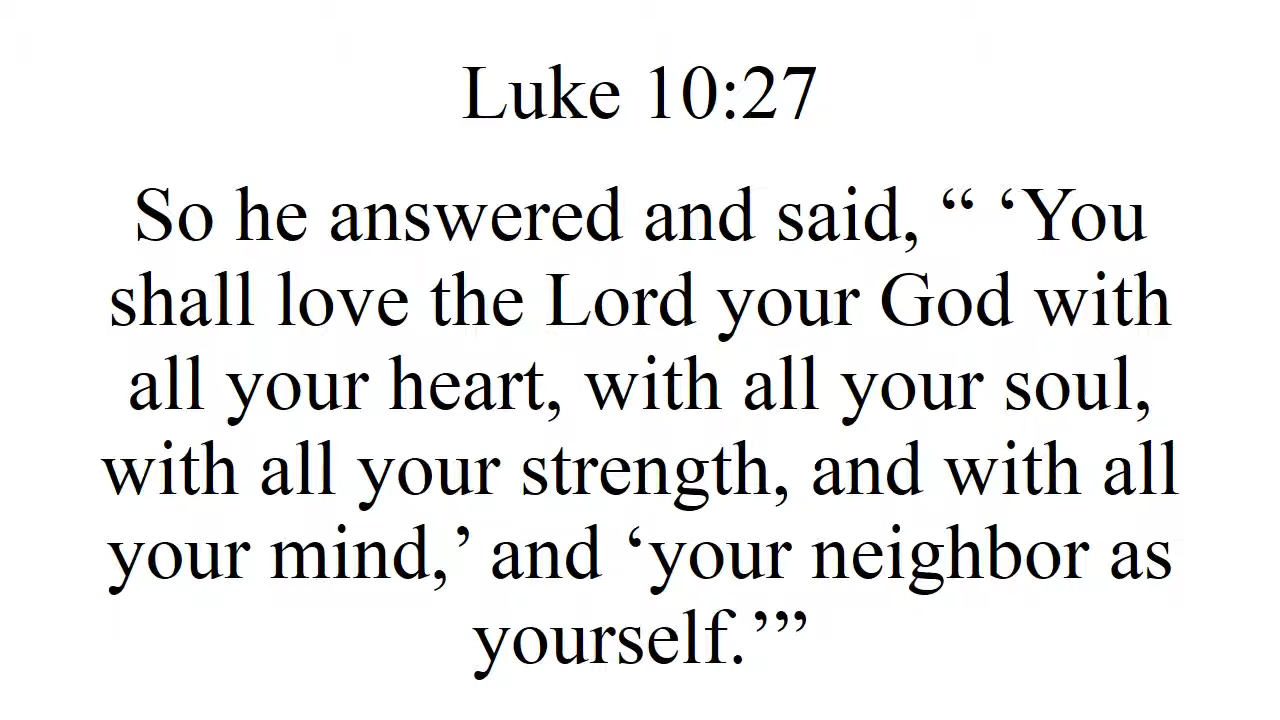 Luke 10:27
So he answered and said, “ ‘You
shall love the Lord your God with
all your heart, with all your soul,
with all your strength, and with all
your mind,’ and ‘your neighbor as
yourself.’”